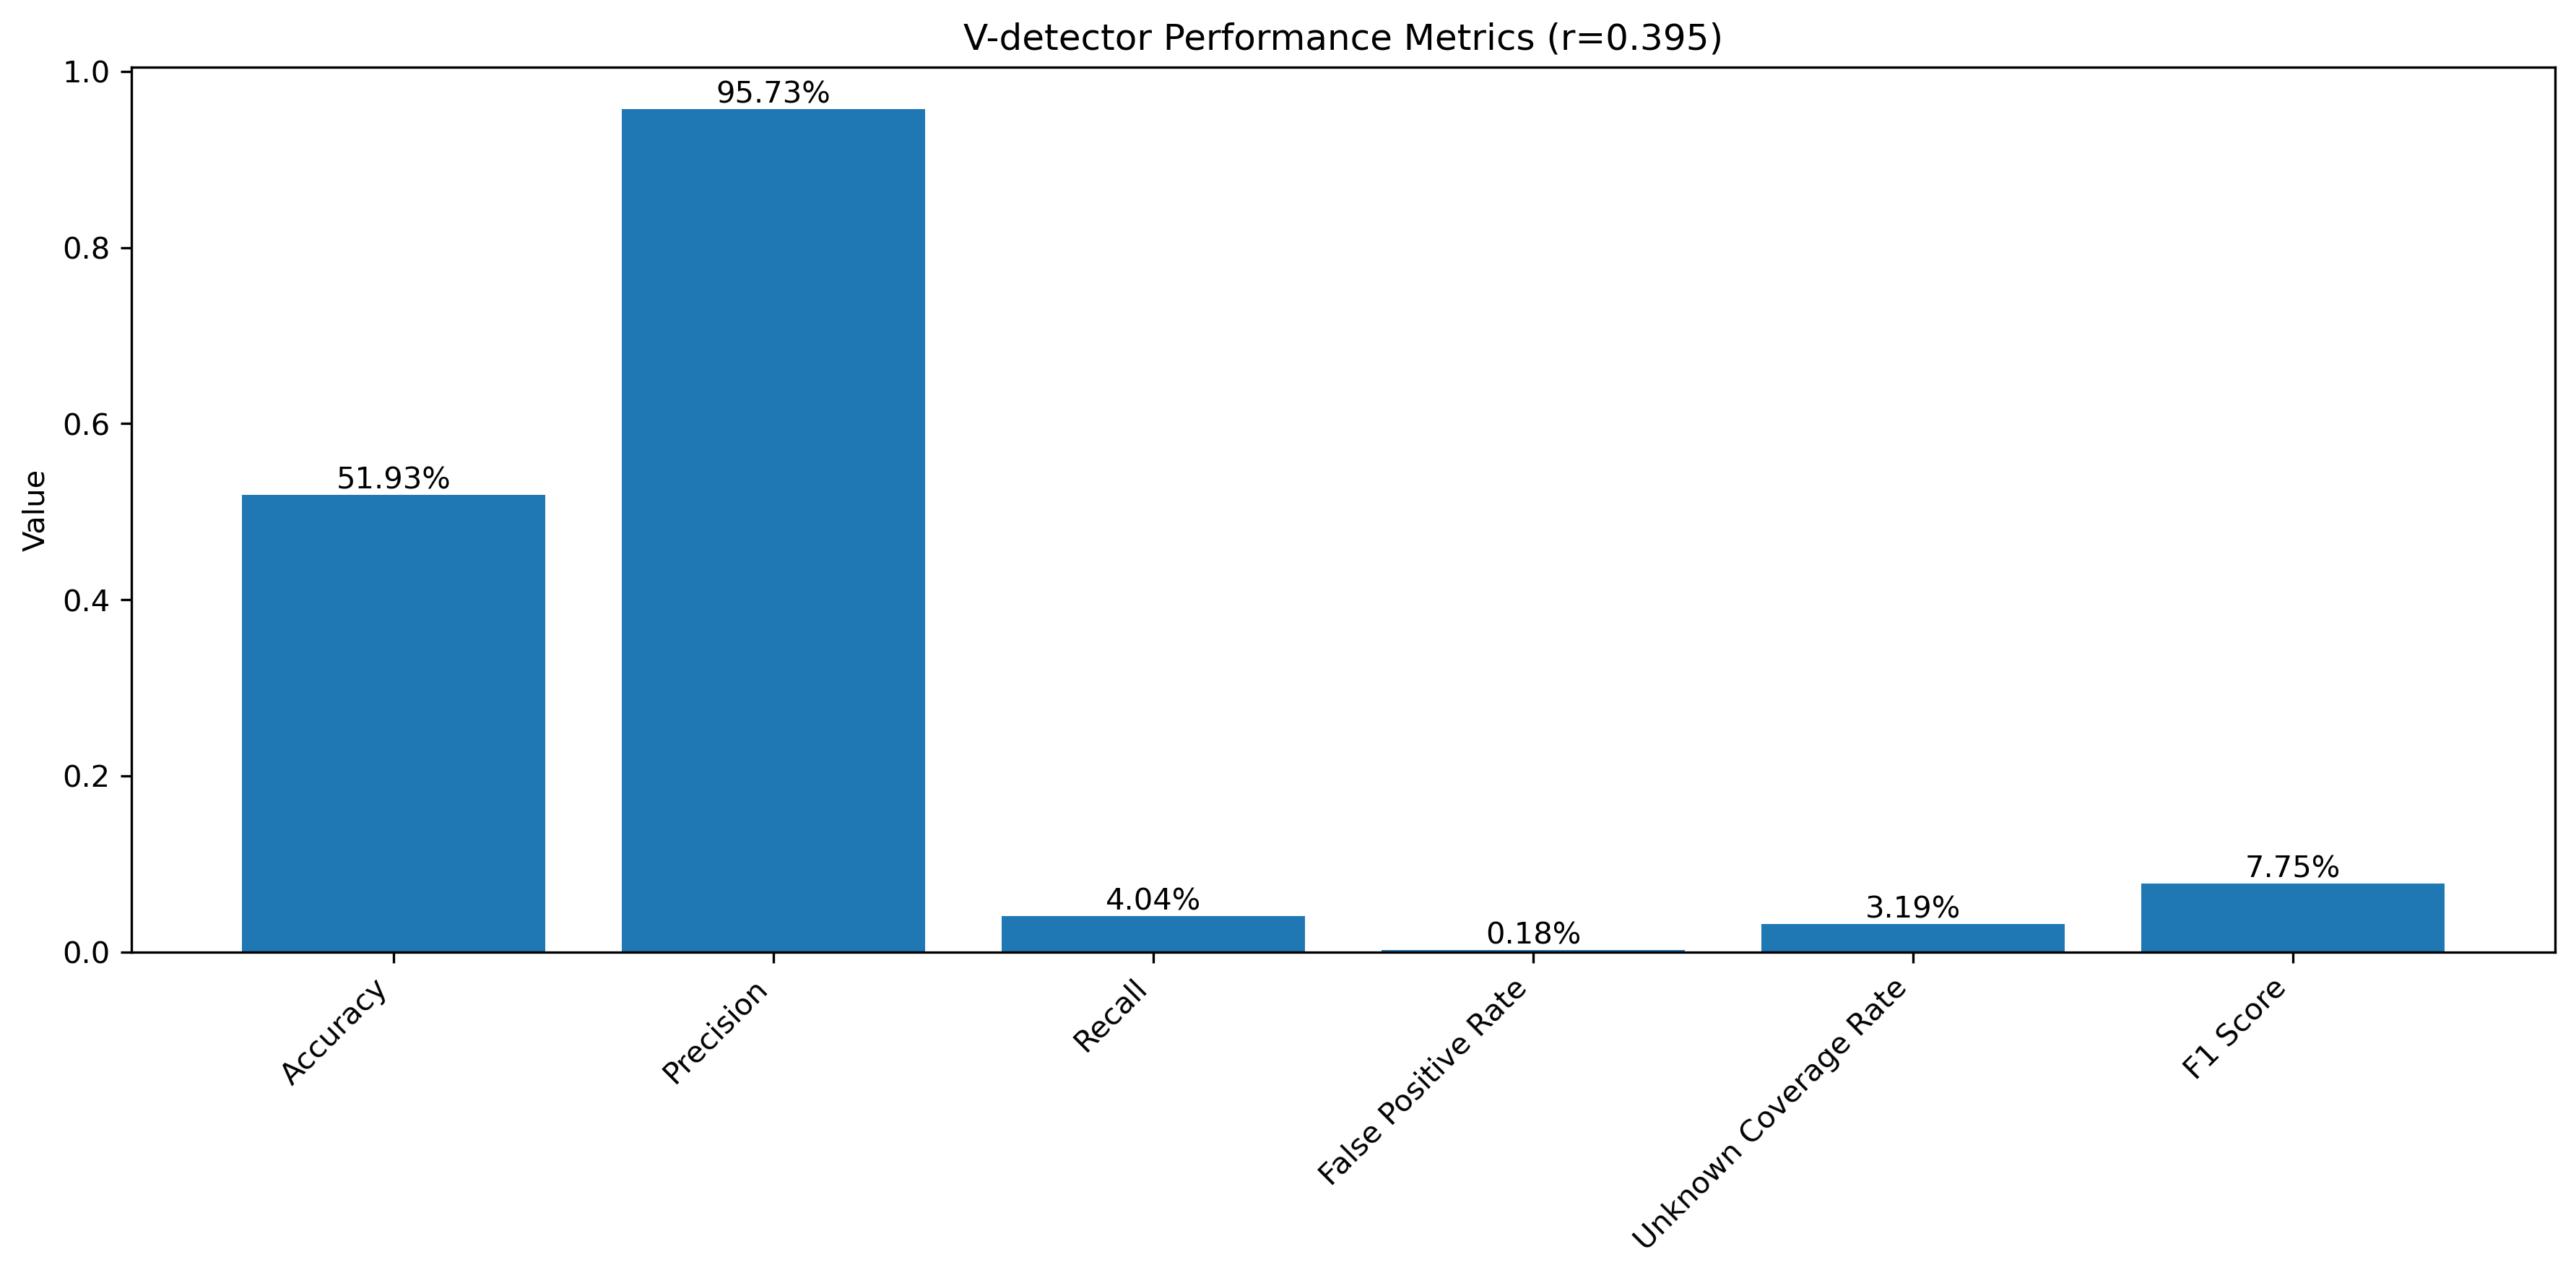 V-detector Performance Metrics (r=0.395)
1.0
0.8
0.6
0.4
0.2
0.0
Value
51.93%
95.73%
4.04%
0.18%
3.19%
7.75%
Accuracy
Precision
Recall
False Positive Rate
Unknown Coverage Rate
F1 Score